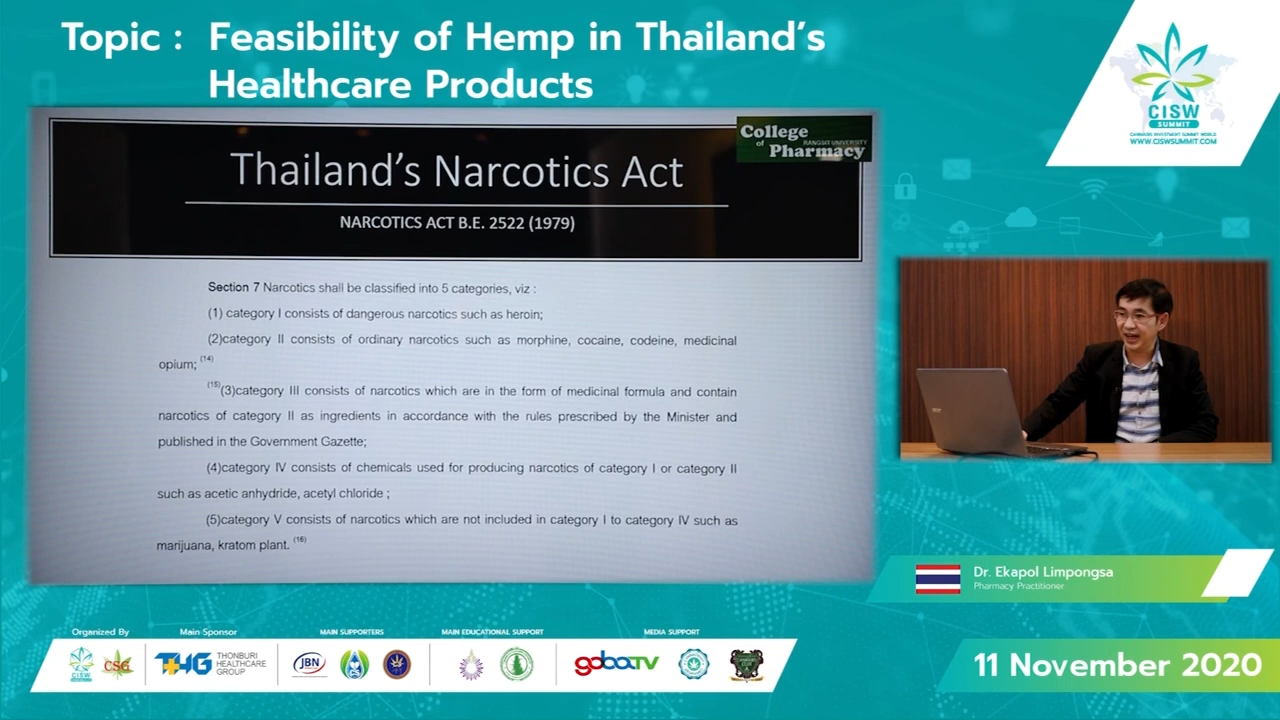 Topic : Feasibility of Hemp in Thailand's
Healthcare Products
CISW
SUMMIT
CANNABIS INVESTMENT SUMMIT WORLD
WWW.CISWSUMMIT.COM
College
of Pharmacy
RANGSIT UNIVERSITY
Thailand's Narcotics Act
NARCOTICS ACT B.E. 2522 (1979)
Section 7 Narcotics shall be classified into 5 categories, viz :
(1) category I consists of dangerous narcotics such as heroin;
(2)category II consists of ordinary narcotics such as morphine, cocaine, codeine, medicinal
opium; (14)
(15)(3)category III consists of narcotics which are in the form of medicinal formula and contain
narcotics of category II as ingredients in accordance with the rules prescribed by the Minister and
published in the Government Gazette;
(4)category IV consists of chemicals used for producing narcotics of category I or category II
such as acetic anhydride, acetyl chloride ;
(5)category V consists of narcotics which are not included in category I to category IV such as
marijuana, kratom plant. (16)
Dr. Ekapol Limpongsa
Pharmacy Practitioner
Organized By
Main Sponsor
MAIN SUPPORTERS
MAIN EDUCATIONAL SUPPORT
MEDIA SUPPORT
CISW
CSG
THG
THONBURI
HEALTHCARE
GROUP
JBN
gobaTV
11 November 2020